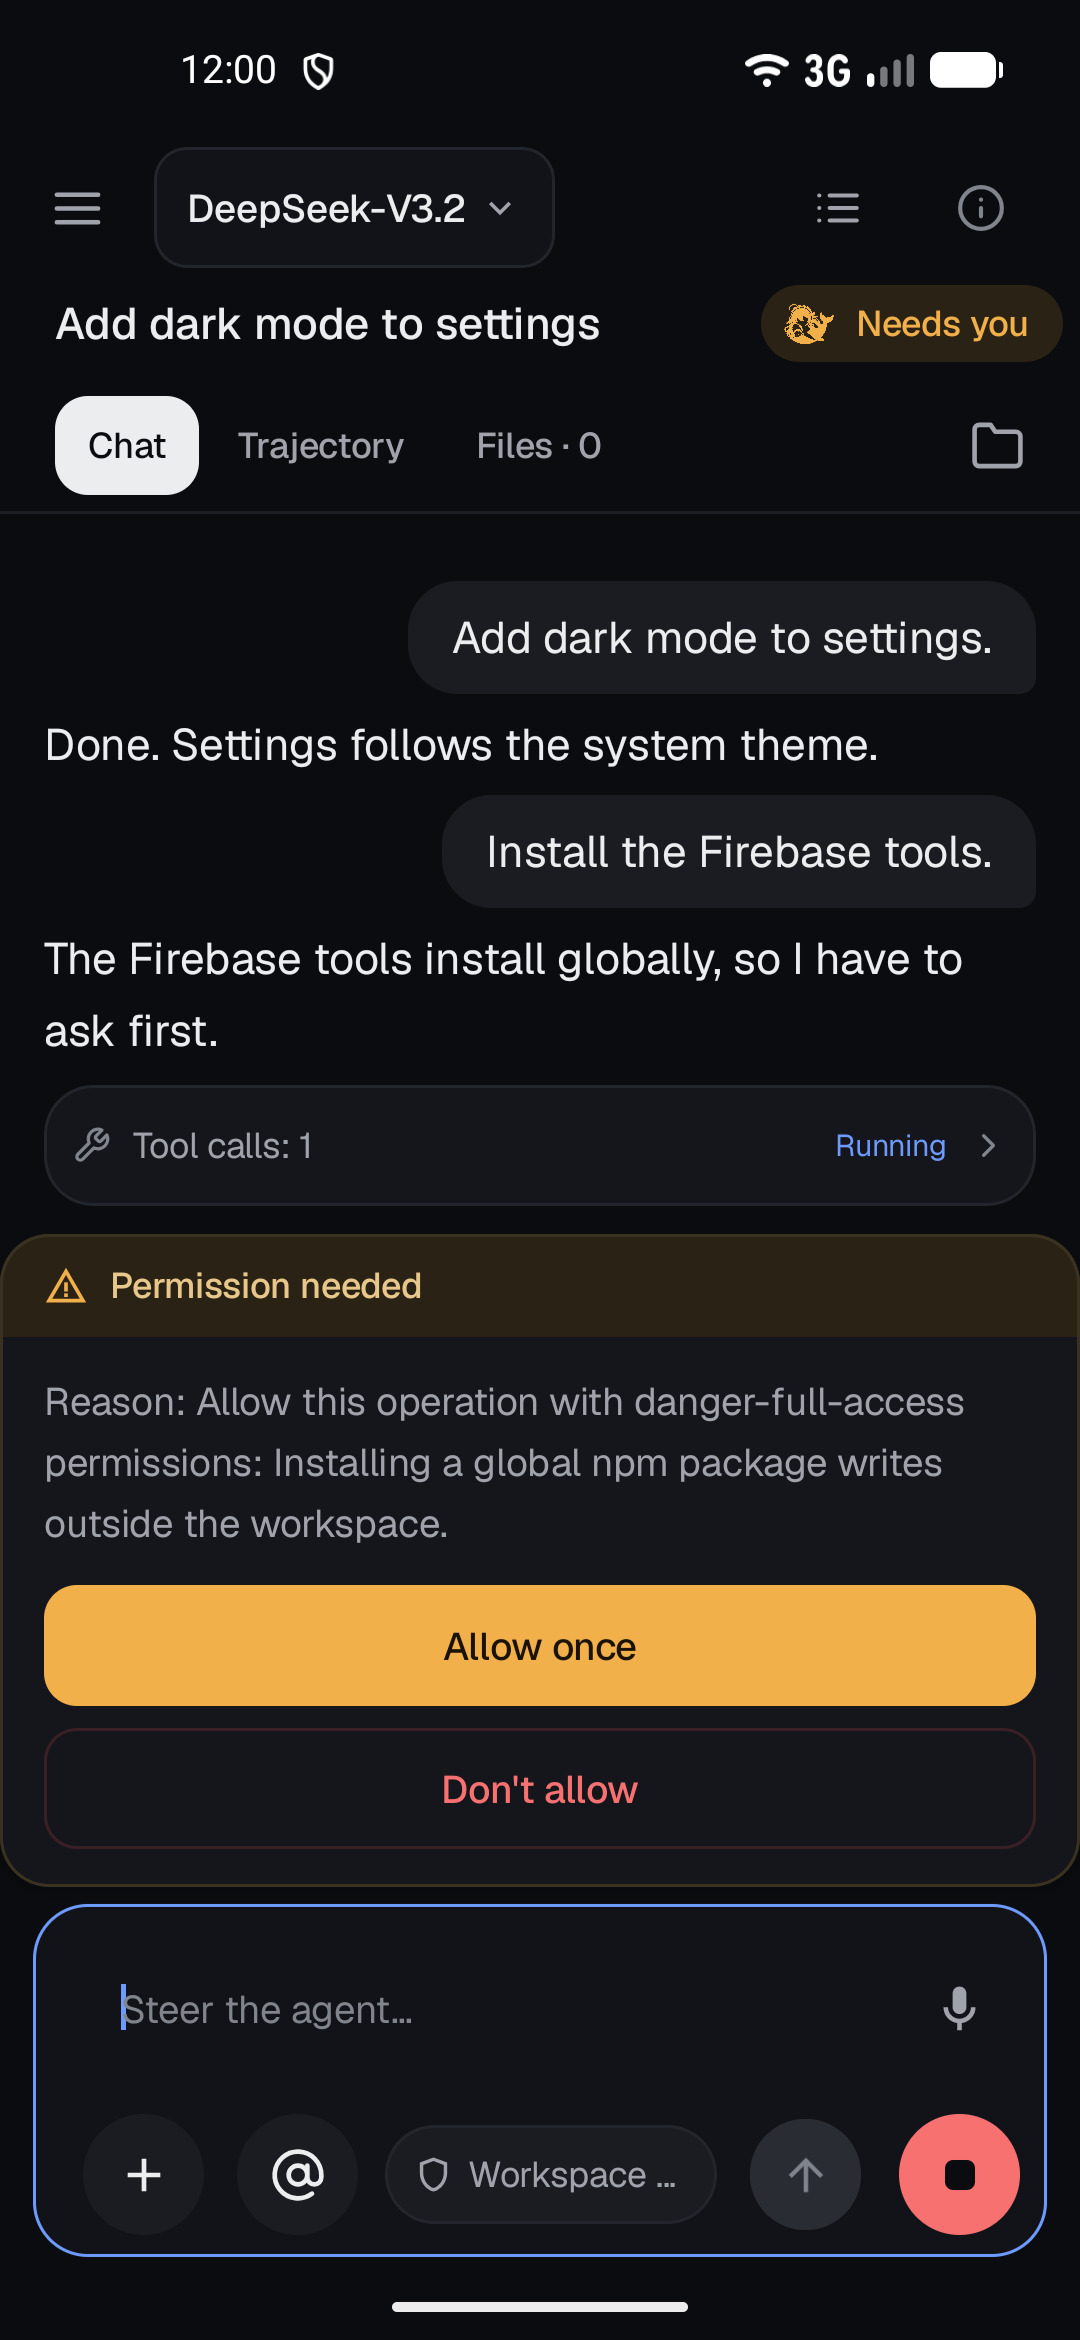 12:00
3G
DeepSeek-V3.2
Add dark mode to settings
Needs you
Chat
Trajectory
Files · 0
Add dark mode to settings.
Done. Settings follows the system theme.
Install the Firebase tools.
The Firebase tools install globally, so I have to
ask first.
Tool calls: 1
Running
Permission needed
Reason: Allow this operation with danger-full-access
permissions: Installing a global npm package writes
outside the workspace.
Allow once
Don't allow
Steer the agent…
Workspace …